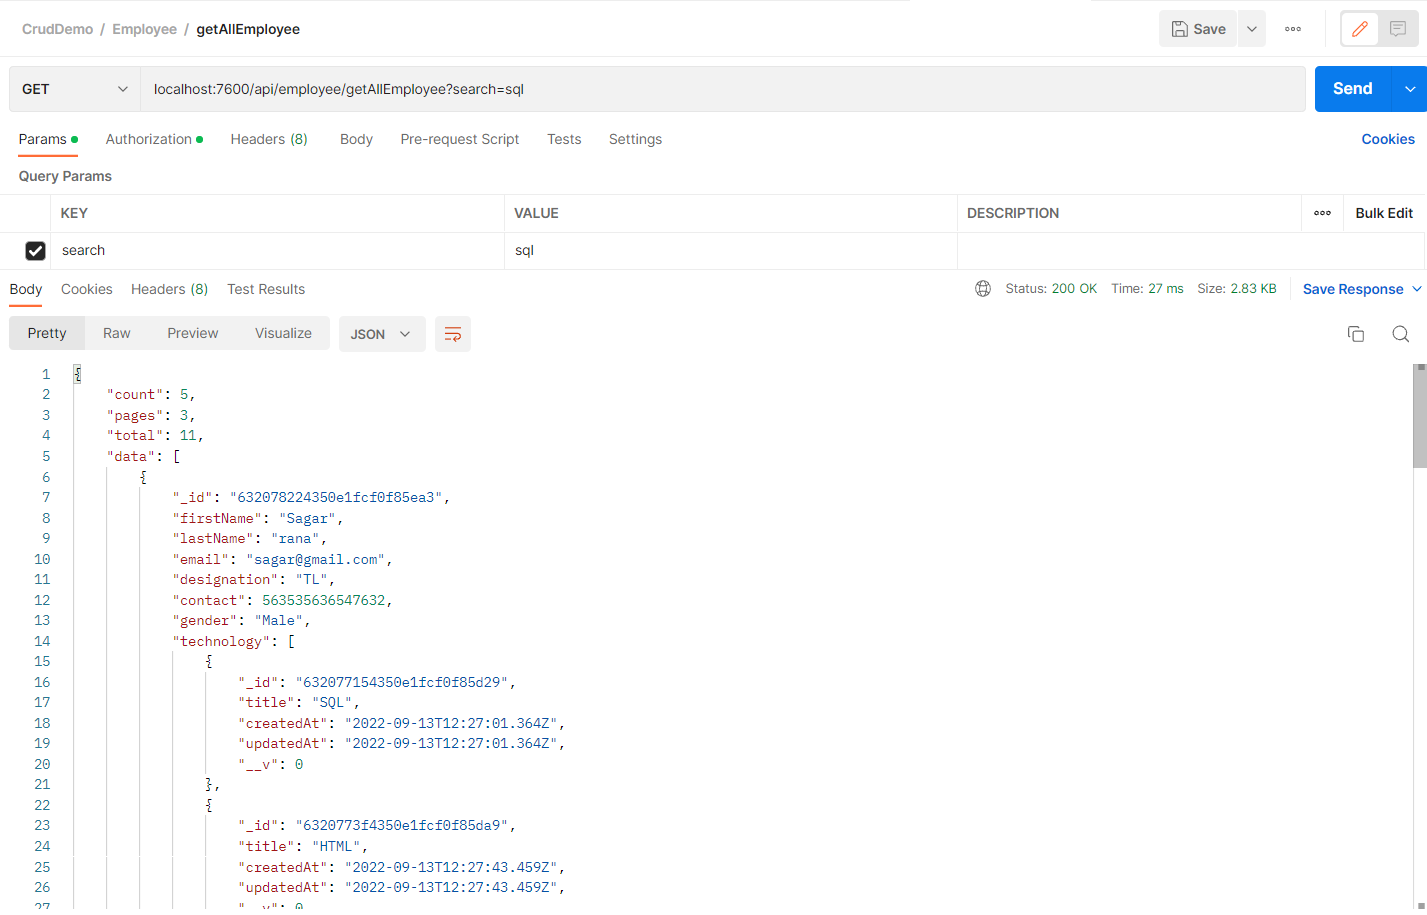 CrudDemo / Employee / getAllEmployee
Save
GET
localhost:7600/api/employee/getAllEmployee?search=sql
Send
Params
Authorization
Headers (8)
Body
Pre-request Script
Tests
Settings
Cookies
Query Params
KEY
VALUE
DESCRIPTION
Bulk Edit
search
sql
Body
Cookies
Headers (8)
Test Results
Status: 200 OK
Time: 27 ms
Size: 2.83 KB
Save Response
Pretty
Raw
Preview
Visualize
JSON
1 {
2 "count": 5,
3 "pages": 3,
4 "total": 11,
5 "data": [
6 {
7 "_id": "632078224350e1fcf0f85ea3",
8 "firstName": "Sagar",
9 "lastName": "rana",
10 "email": "sagar@gmail.com",
11 "designation": "TL",
12 "contact": 563535636547632,
13 "gender": "Male",
14 "technology": [
15 {
16 "_id": "632077154350e1fcf0f85d29",
17 "title": "SQL",
18 "createdAt": "2022-09-13T12:27:01.364Z",
19 "updatedAt": "2022-09-13T12:27:01.364Z",
20 "__v": 0
21 },
22 {
23 "_id": "6320773f4350e1fcf0f85da9",
24 "title": "HTML",
25 "createdAt": "2022-09-13T12:27:43.459Z",
26 "updatedAt": "2022-09-13T12:27:43.459Z",
27 "__v": 0